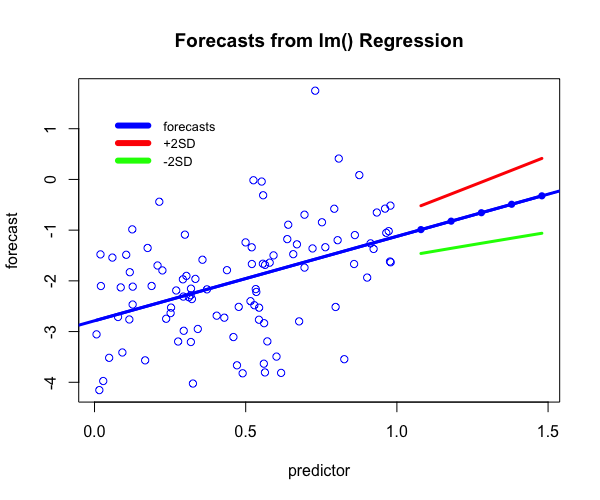 Forecasts from lm() Regression
forecasts
+2SD
-2SD
forecast
1
0
-1
-2
-3
-4
0.0 0.5 1.0 1.5
predictor